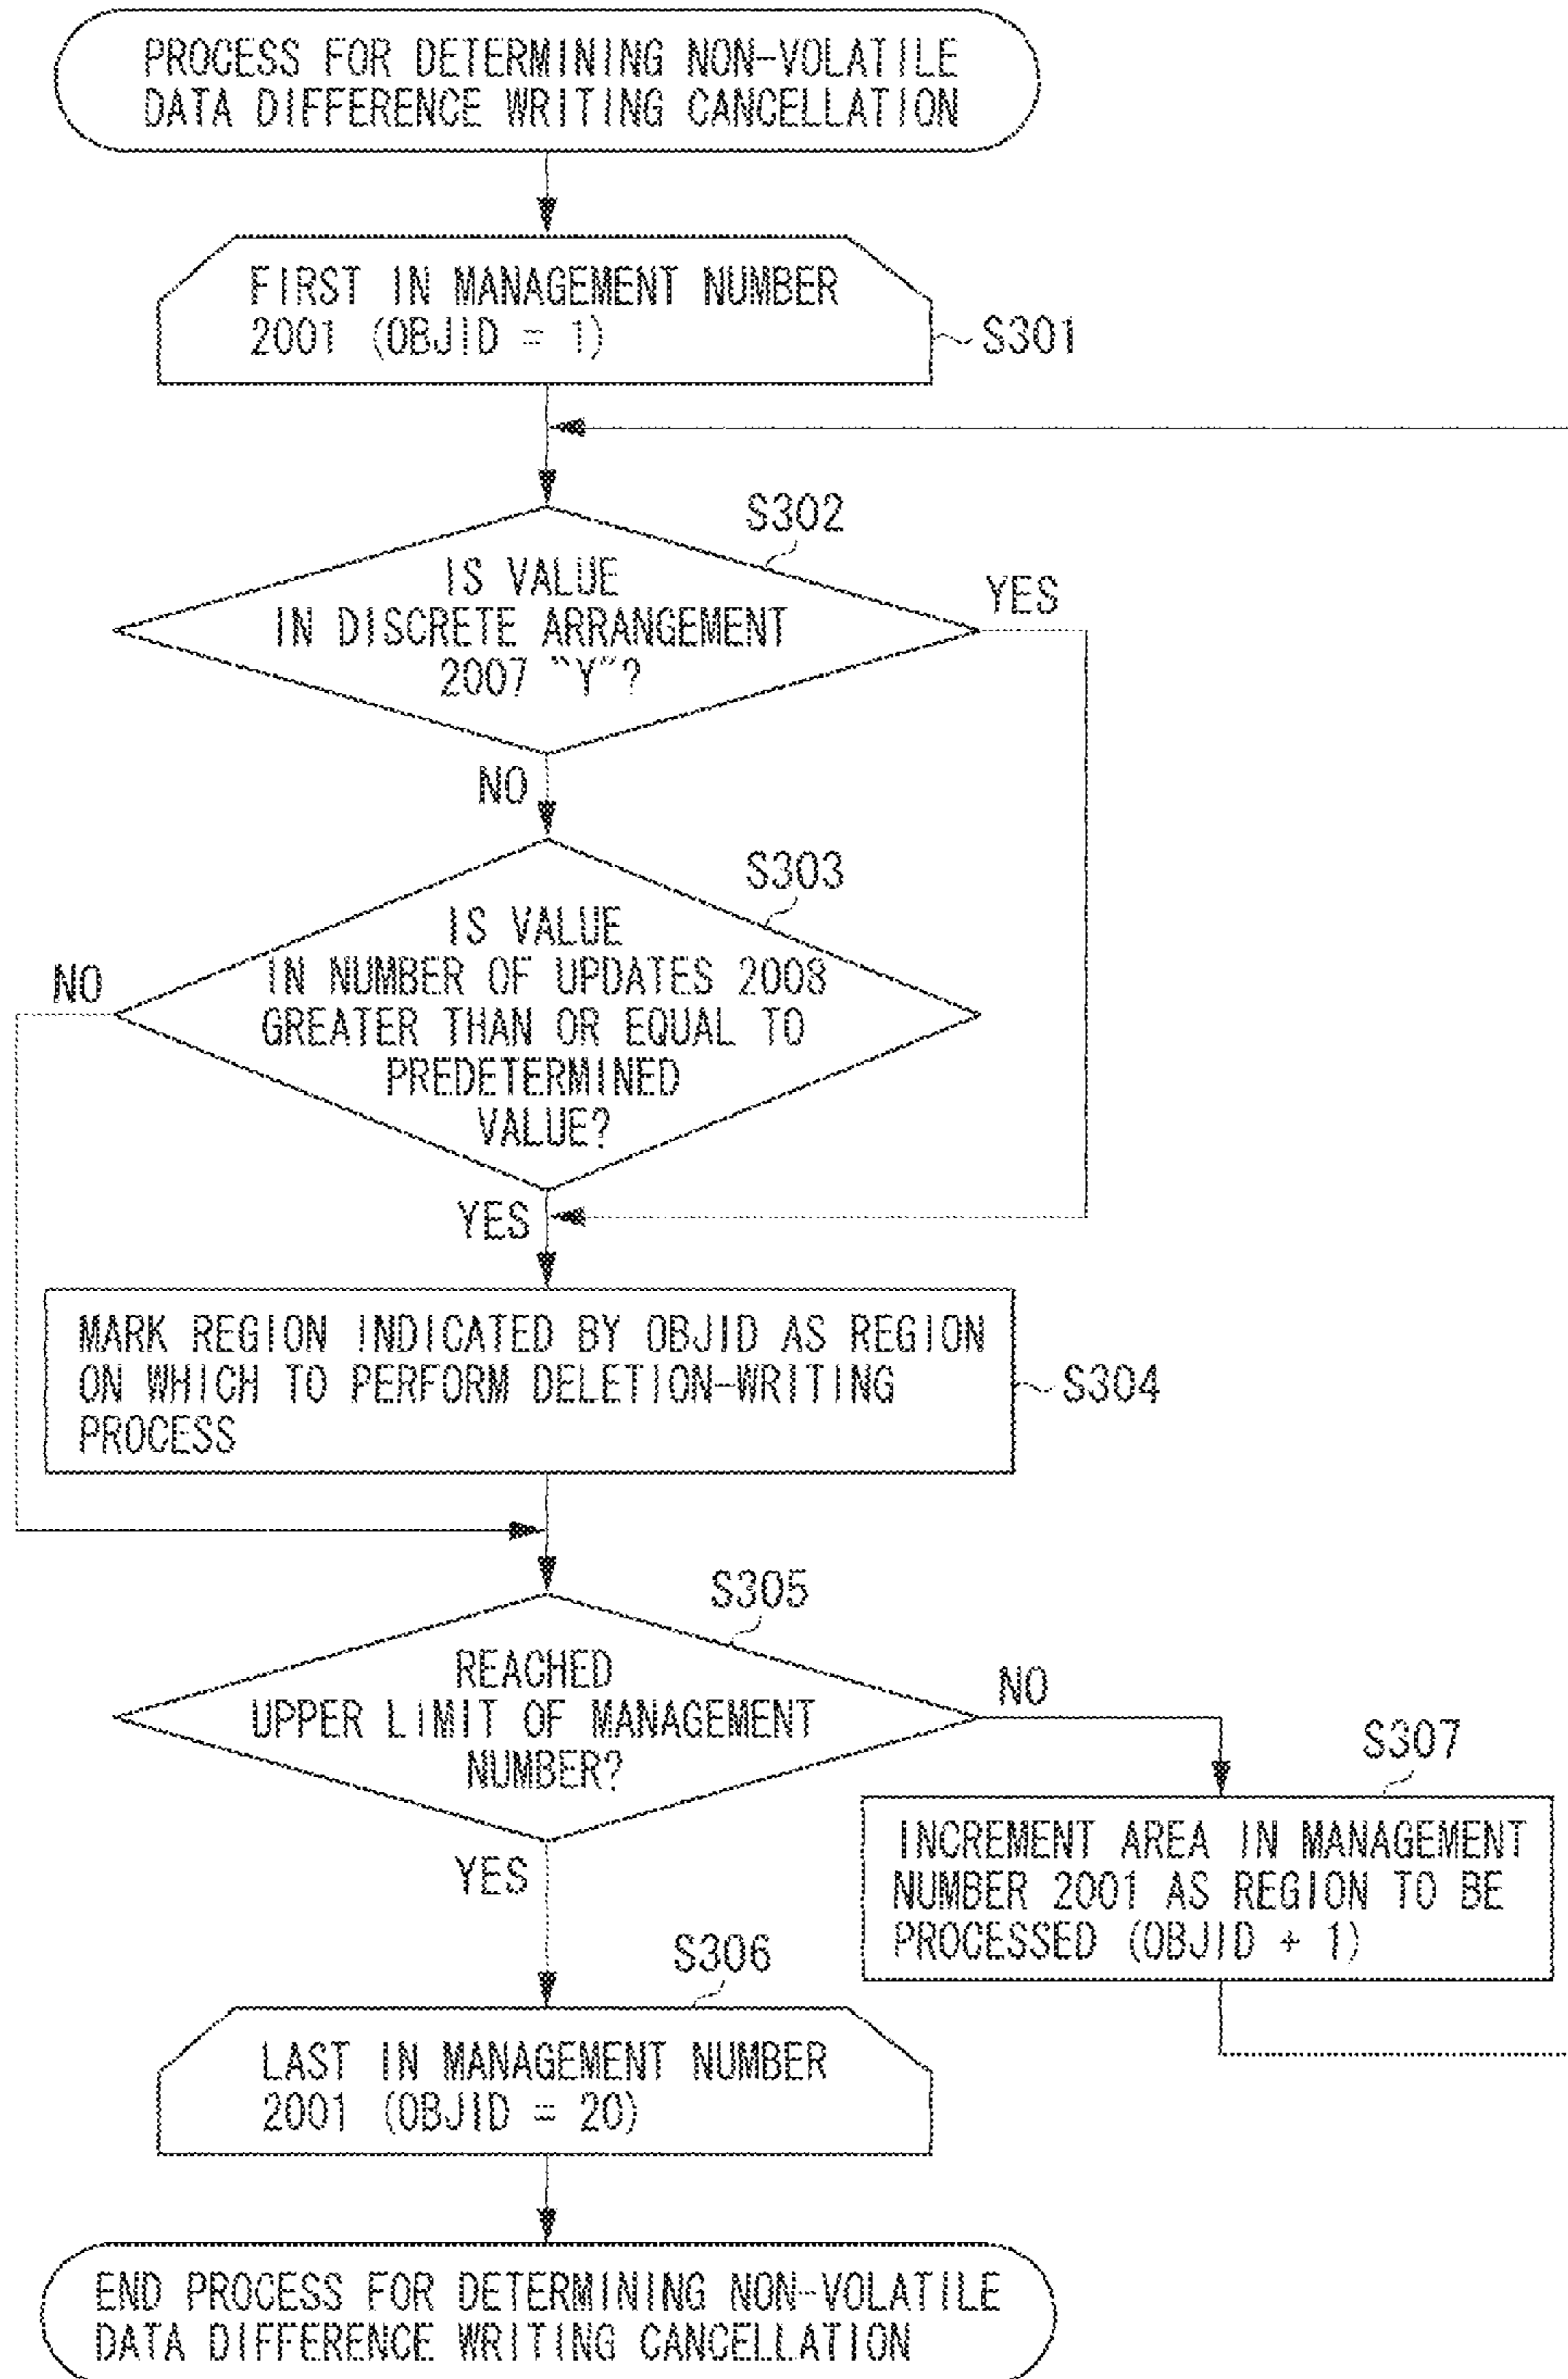 PROCESS FOR DETERMINING NON-VOLATILE
DATA DIFFERENCE WRITING CANCELLATION
FIRST IN MANAGEMENT NUMBER
2001 (OBJID = 1)
S301
S302
IS VALUE
IN DISCRETE ARRANGEMENT
2007 "Y"?
YES
NO
S303
IS VALUE
IN NUMBER OF UPDATES 2008
GREATER THAN OR EQUAL TO
PREDETERMINED
VALUE?
NO
YES
MARK REGION INDICATED BY OBJID AS REGION
ON WHICH TO PERFORM DELETION-WRITING
PROCESS
S304
S305
REACHED
UPPER LIMIT OF MANAGEMENT
NUMBER?
NO
YES
S307
INCREMENT AREA IN MANAGEMENT
NUMBER 2001 AS REGION TO BE
PROCESSED (OBJID + 1)
S306
LAST IN MANAGEMENT NUMBER
2001 (OBJID = 20)
END PROCESS FOR DETERMINING NON-VOLATILE
DATA DIFFERENCE WRITING CANCELLATION